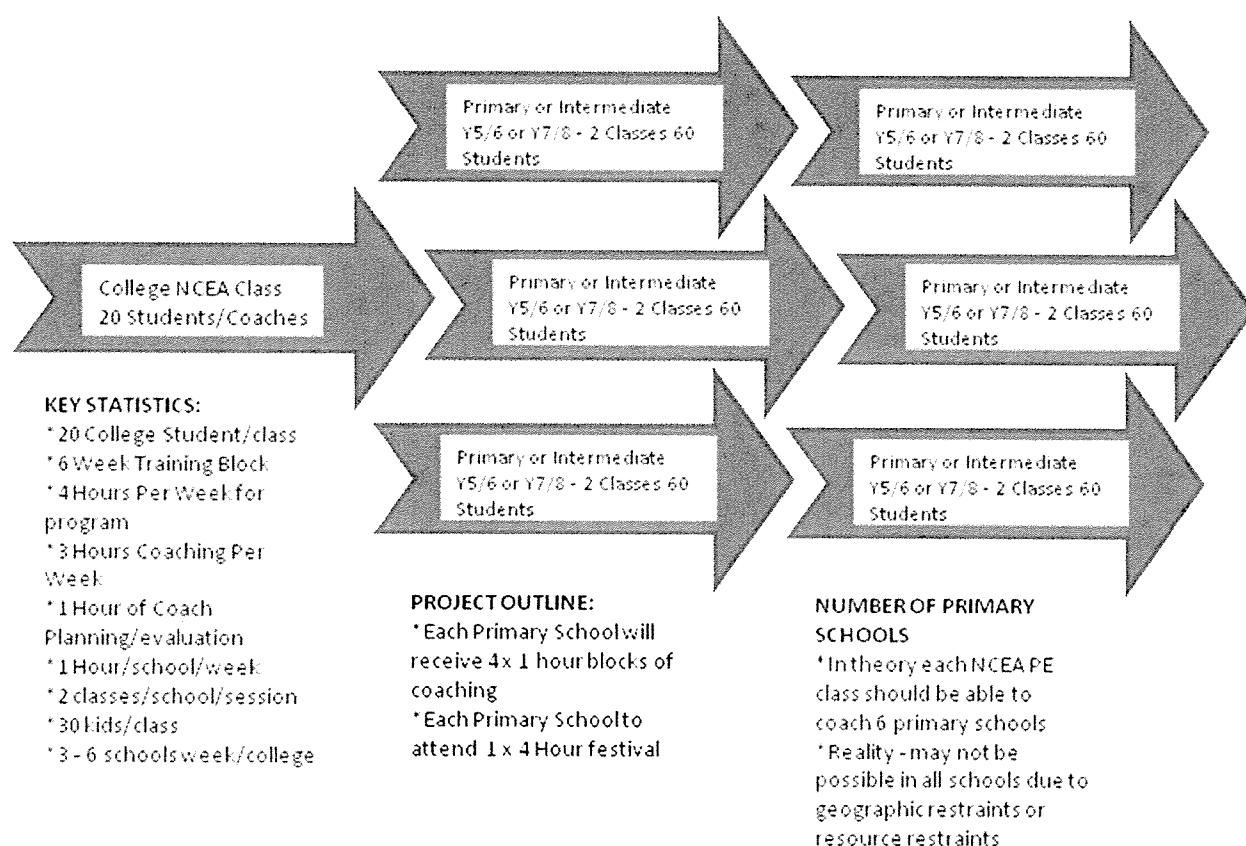 Primary or Intermediate
Y5/6 or Y7/8 - 2 Classes 60
Students
Primary or Intermediate
Y5/6 or Y7/8 - 2 Classes 60
Students
College NCEA Class
20 Students/Coaches
Primary or Intermediate
Y5/6 or Y7/8 - 2 Classes 60
Students
Primary or Intermediate
Y5/6 or Y7/8 - 2 Classes 60
Students
Primary or Intermediate
Y5/6 or Y7/8 - 2 Classes 60
Students
Primary or Intermediate
Y5/6 or Y7/8 - 2 Classes 60
Students
KEY STATISTICS:
*20 College Student/class
*6 Week Training Block
*4 Hours Per Week for
program
*3 Hours Coaching Per
Week
*1 Hour of Coach
Planning/evaluation
*1 Hour/school/week
*2 classes/school/session
*30 kids/class
*3 - 6 schools week/college
PROJECT OUTLINE:
*Each Primary School will
receive 4 x 1 hour blocks of
coaching
*Each Primary School to
attend 1 x 4 Hour festival
NUMBER OF PRIMARY
SCHOOLS
*In theory each NCEA PE
class should be able to
coach 6 primary schools
*Reality - may not be
possible in all schools due to
geographic restraints or
resource restraints